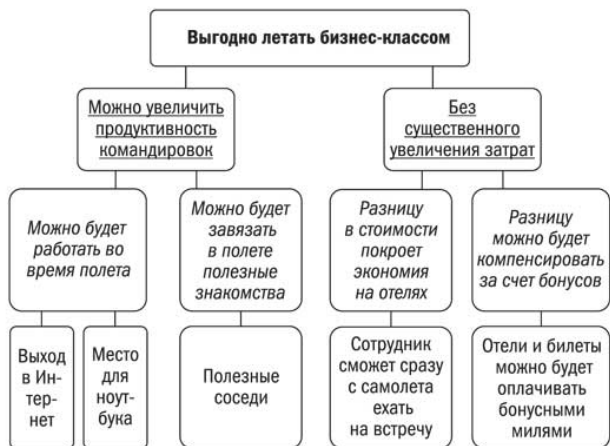 Выгодно летать бизнес-классом
Можно увеличить
продуктивность
командировок
Без
существенного
увеличения затрат
Можно будет
работать во
время полета
Можно будет
завязать
в полете
полезные
знакомства
Разницу
в стоимости
покроет
экономия
на отелях
Разницу
можно будет
компенсировать
за счет бонусов
Выход
в Ин-
тер-
нет
Место
для
ноут-
бука
Полезные
соседи
Сотрудник
сможет сразу
с самолета
ехать
на встречу
Отели и билеты
можно будет
оплачивать
бонусными
милями